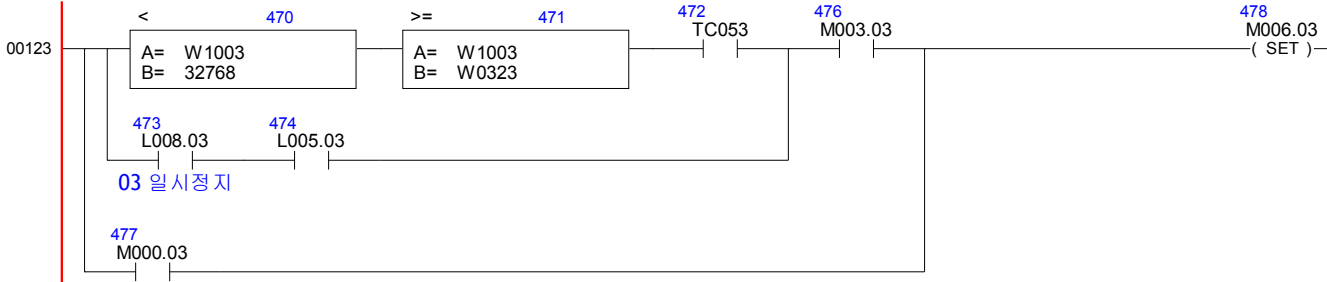 < 470 >= 471 472 476 478
TC053 M003.03 M006.03
00123 A= W1003 A= W1003 ( SET )
B= 32768 B= W0323
473 474
L008.03 L005.03
03 일시정지
477
M000.03